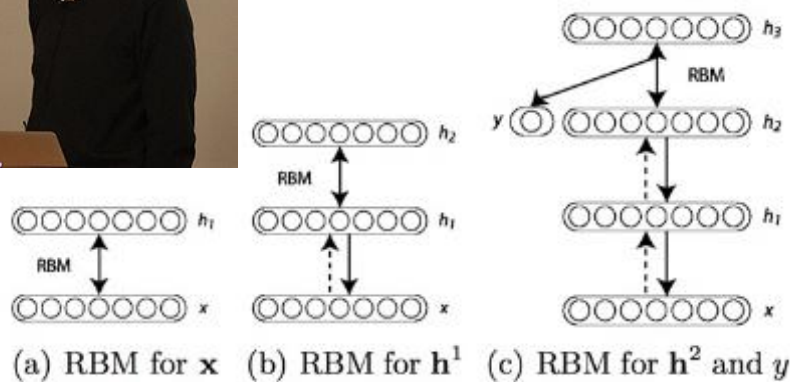 h₃
RBM
y
h₂
h₂
RBM
h₁
h₁
h₁
RBM
x
x
x
(a) RBM for x
(b) RBM for h¹
(c) RBM for h² and y